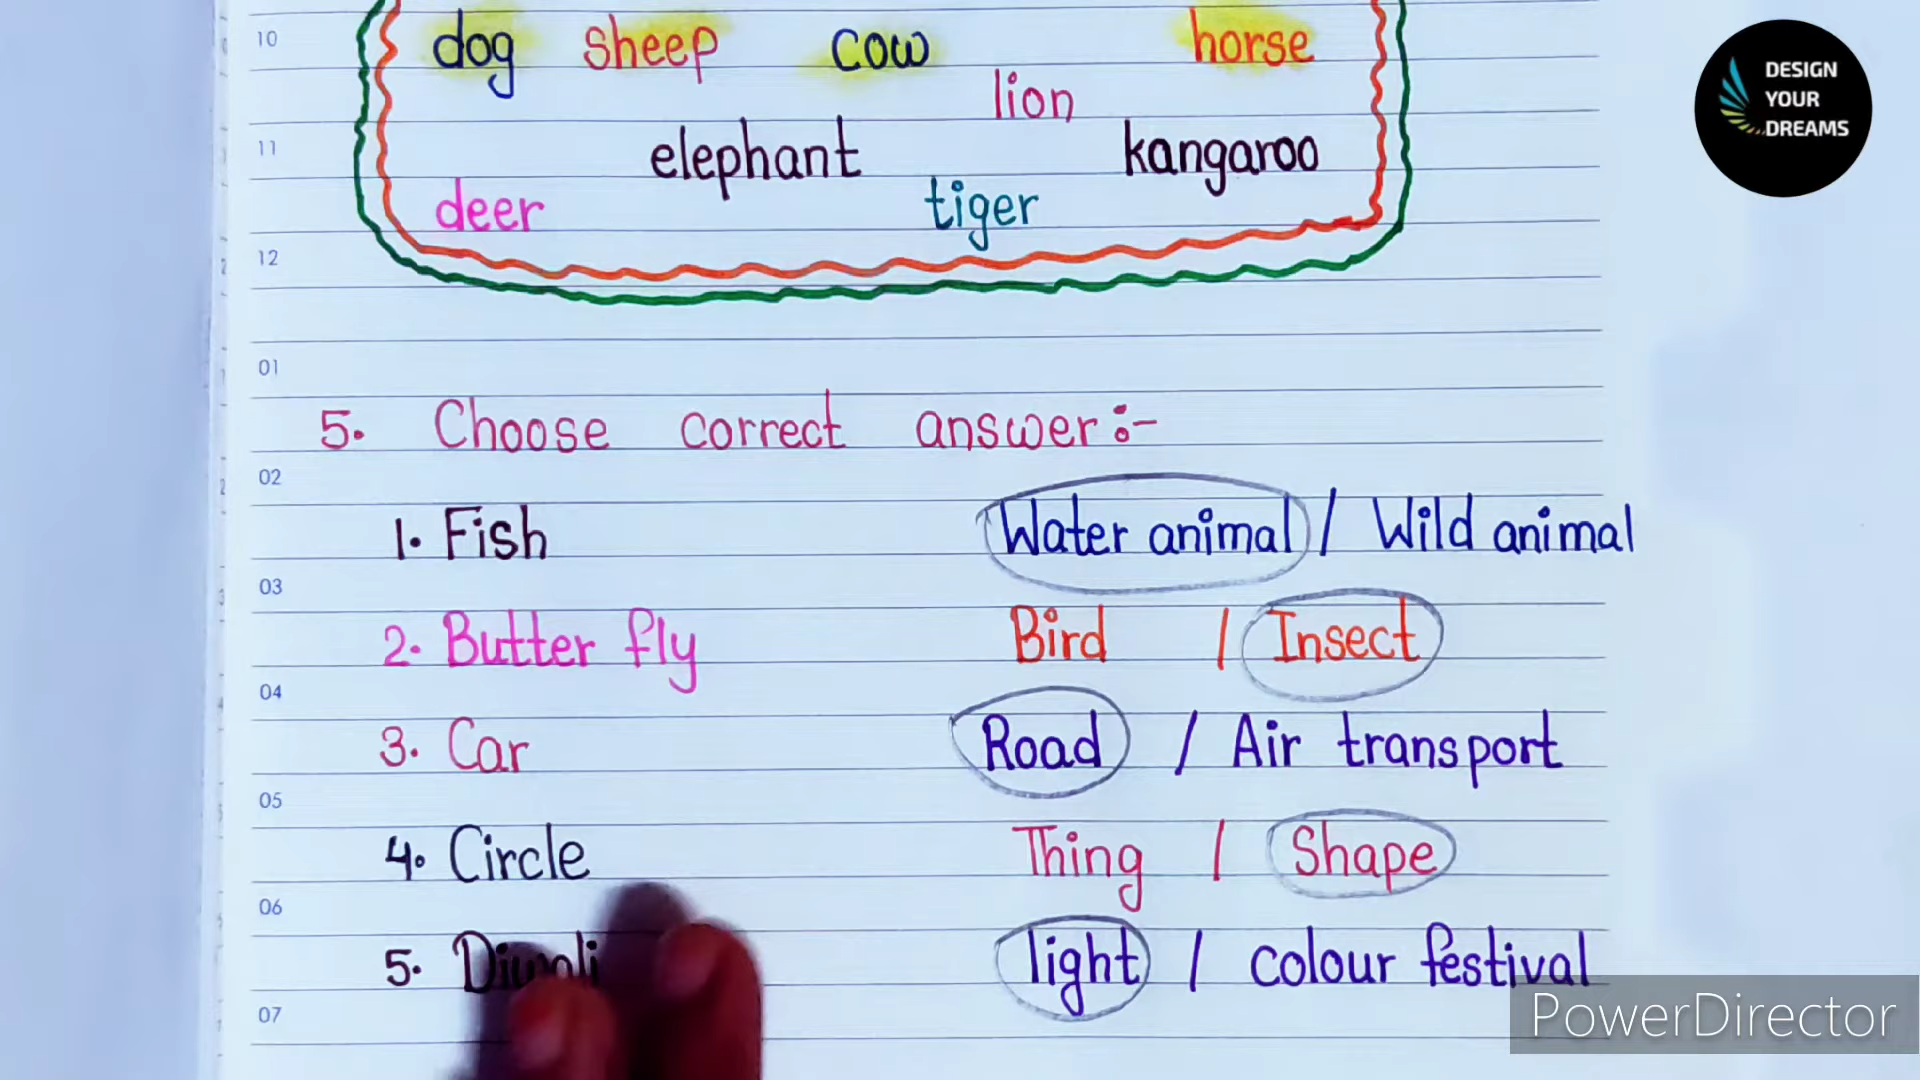 10
dog sheep cow horse
lion
11
elephant kangaroo
deer tiger
12
01
5. Choose correct answer:-
02
1. Fish Water animal / Wild animal
03
2. Butter fly Bird / Insect
04
3. Car Road / Air transport
05
4. Circle Thing / Shape
06
5. Diwali light / colour festival
07
DESIGN
YOUR
DREAMS
PowerDirector